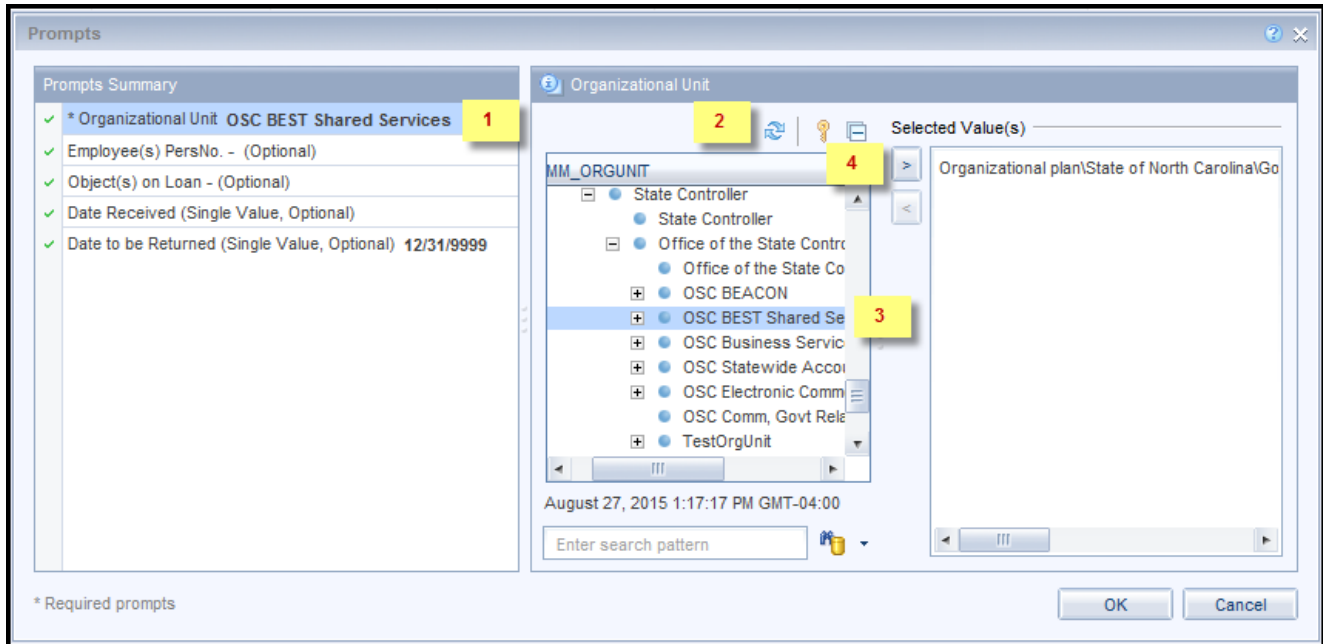 Prompts
Prompts Summary
* Organizational Unit OSC BEST Shared Services 1
Employee(s) PersNo. - (Optional)
Object(s) on Loan - (Optional)
Date Received (Single Value, Optional)
Date to be Returned (Single Value, Optional) 12/31/9999
Organizational Unit
2
MM_ORGUNIT
State Controller
State Controller
Office of the State Contro
Office of the State Co
OSC BEACON
OSC BEST Shared Se 3
OSC Business Servic
OSC Statewide Accou
OSC Electronic Comm
OSC Comm, Govt Rela
TestOrgUnit
August 27, 2015 1:17:17 PM GMT-04:00
Enter search pattern
4 >
<
Selected Value(s)
Organizational plan\State of North Carolina\Go
* Required prompts
OK Cancel